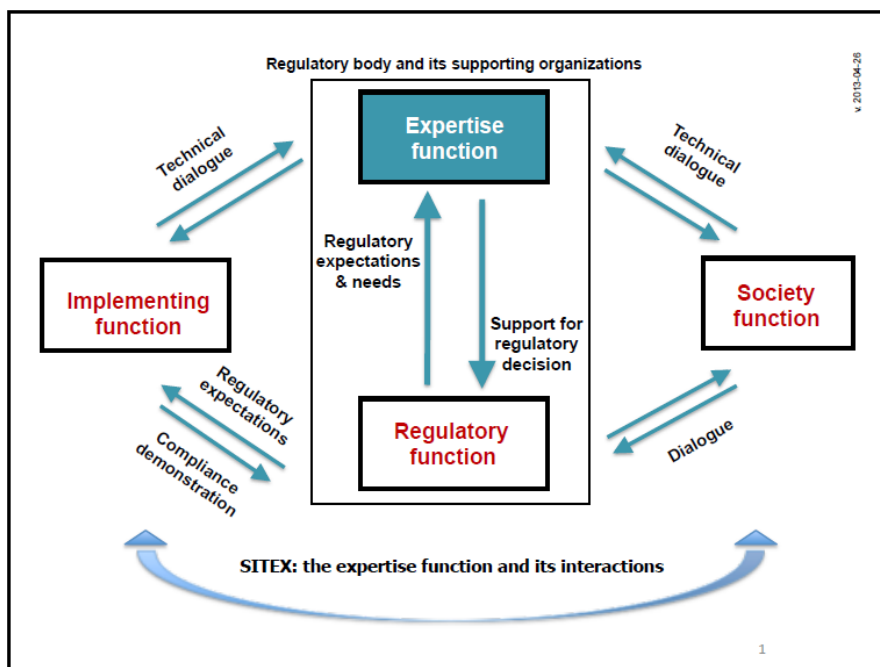 Regulatory body and its supporting organizations
v. 2013-04-26
Expertise
function
Technical
dialogue
Technical
dialogue
Regulatory
expectations
& needs
Implementing
function
Society
function
Support for
regulatory
decision
Regulatory
expectations
Compliance
demonstration
Regulatory
function
Dialogue
SITEX: the expertise function and its interactions
1